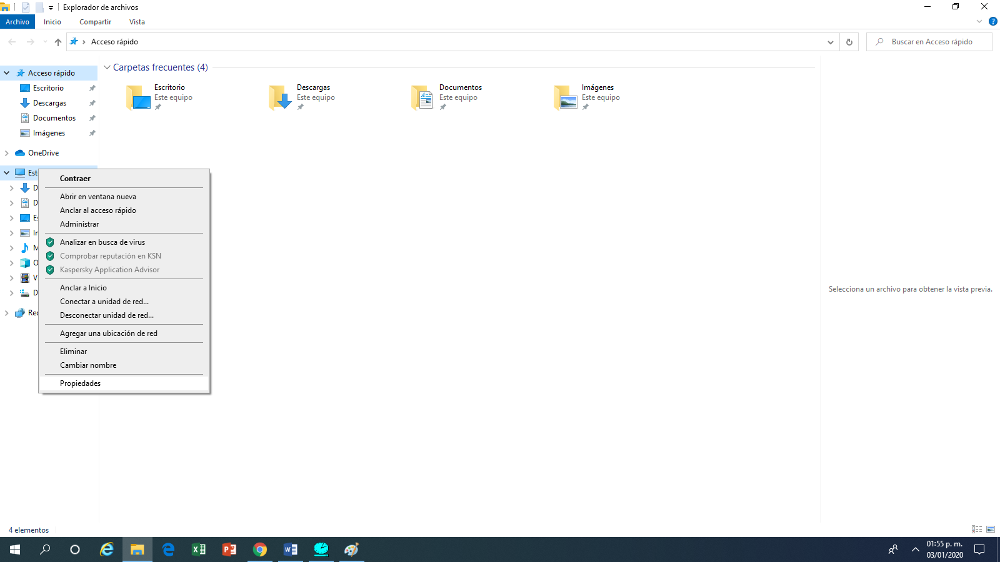 Explorador de archivos
Archivo Inicio Compartir Vista
Acceso rápido
Buscar en Acceso rápido
Acceso rápido
Escritorio
Descargas
Documentos
Imágenes
OneDrive
Carpetas frecuentes (4)
Escritorio
Este equipo
Descargas
Este equipo
Documentos
Este equipo
Imágenes
Este equipo
Est
D
D
Es
In
M
O
V
D
Rec
Contraer
Abrir en ventana nueva
Anclar al acceso rápido
Administrar
Analizar en busca de virus
Comprobar reputación en KSN
Kaspersky Application Advisor
Anclar a Inicio
Conectar a unidad de red...
Desconectar unidad de red...
Agregar una ubicación de red
Eliminar
Cambiar nombre
Propiedades
Selecciona un archivo para obtener la vista previa.
4 elementos
01:55 p. m.
03/01/2020